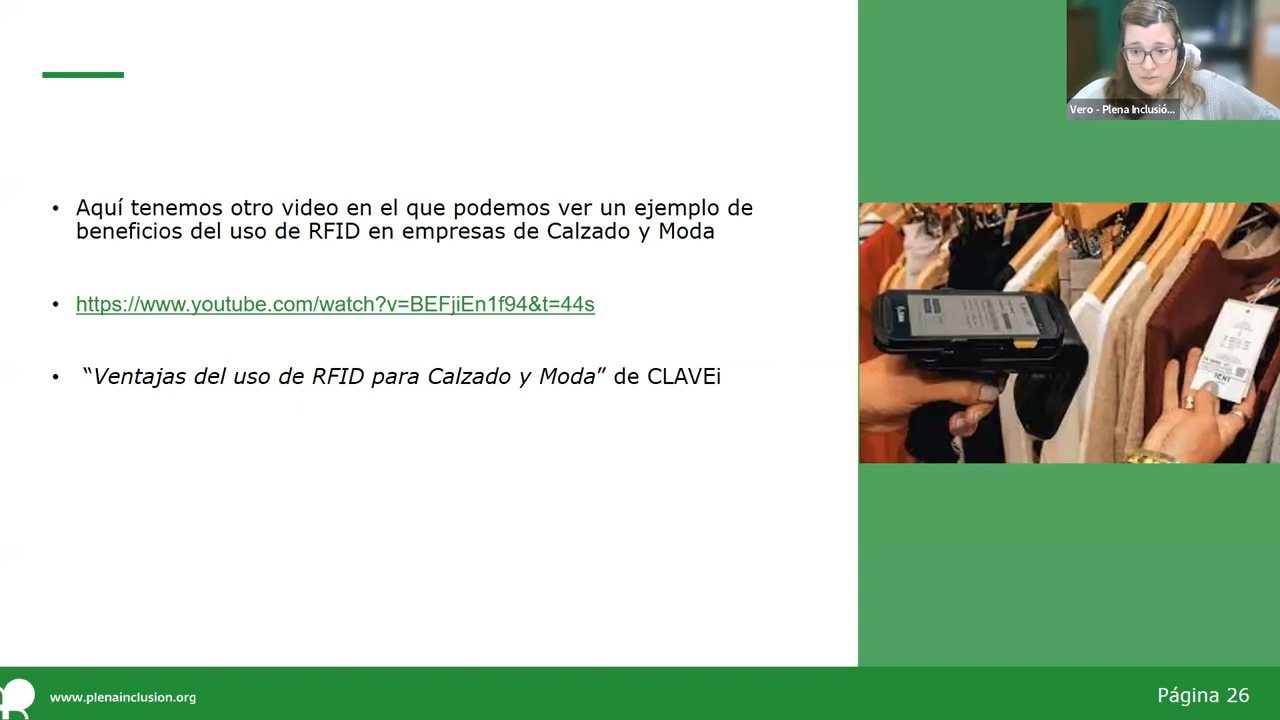 Vero - Plena Inclusió...
• Aquí tenemos otro video en el que podemos ver un ejemplo de
beneficios del uso de RFID en empresas de Calzado y Moda
• https://www.youtube.com/watch?v=BEFjiEn1f94&t=44s
• “Ventajas del uso de RFID para Calzado y Moda” de CLAVEi
www.plenainclusion.org
Página 26